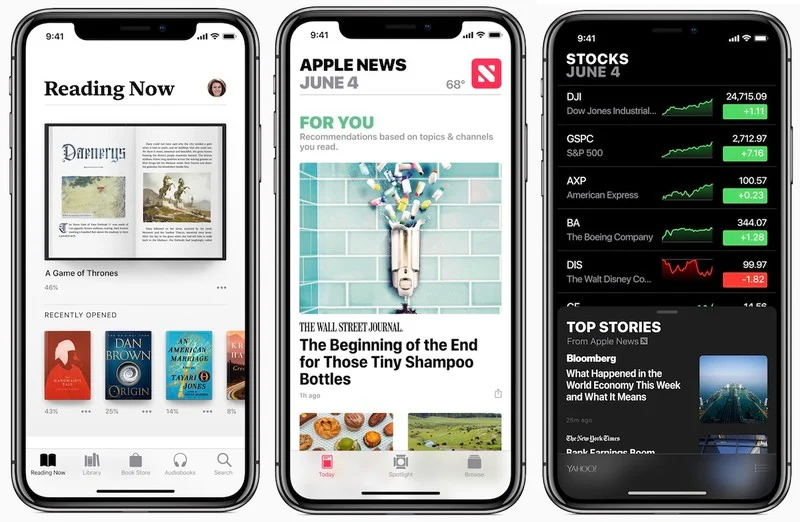 9:41
Reading Now
Daenerys
A Game of Thrones
46%
RECENTLY OPENED
THE HANDMAID'S TALE
DAN
BROWN
ORIGIN
AN
AMERICAN
MARRIAGE
TAYARI
JONES
43%
25%
14%
8%
Reading Now
Library
Book Store
Audiobooks
Search
9:41
APPLE NEWS
JUNE 4
68°
FOR YOU
Recommendations based on topics & channels
you read.
THE WALL STREET JOURNAL.
The Beginning of the End
for Those Tiny Shampoo
Bottles
1h ago
Today
Spotlight
Browse
9:41
STOCKS
JUNE 4
DJI
24,715.09
Dow Jones Industrial...
+1.11
GSPC
2,712.97
S&P 500
+7.16
AXP
100.57
American Express
+0.23
BA
344.07
The Boeing Company
+1.28
DIS
99.97
The Walt Disney Co...
-1.82
TOP STORIES
From Apple News
Bloomberg
What Happened in the
World Economy This Week
and What It Means
25m ago
The New York Times
Bank Earnings Boom
YAHOO!